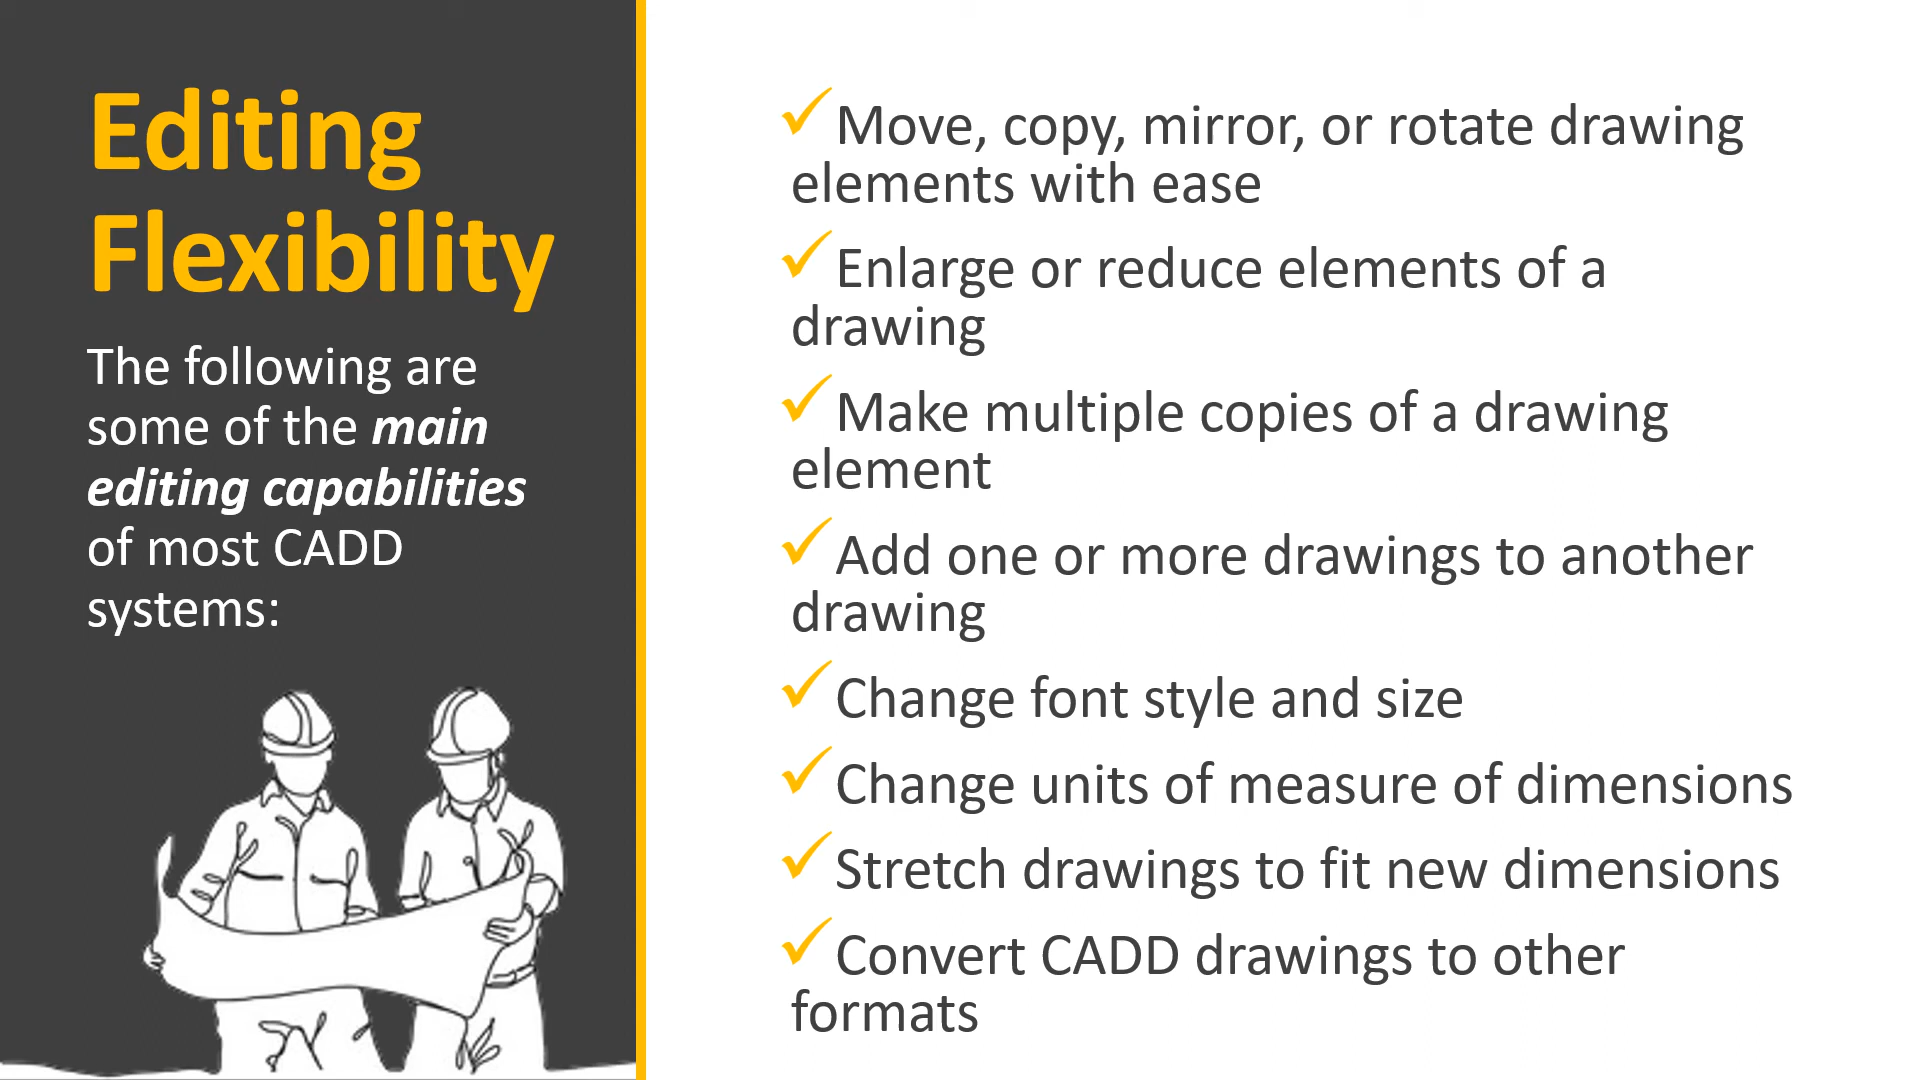 Editing
Flexibility
The following are
some of the main
editing capabilities
of most CADD
systems:
✓Move, copy, mirror, or rotate drawing
elements with ease
✓Enlarge or reduce elements of a
drawing
✓Make multiple copies of a drawing
element
✓Add one or more drawings to another
drawing
✓Change font style and size
✓Change units of measure of dimensions
✓Stretch drawings to fit new dimensions
✓Convert CADD drawings to other
formats